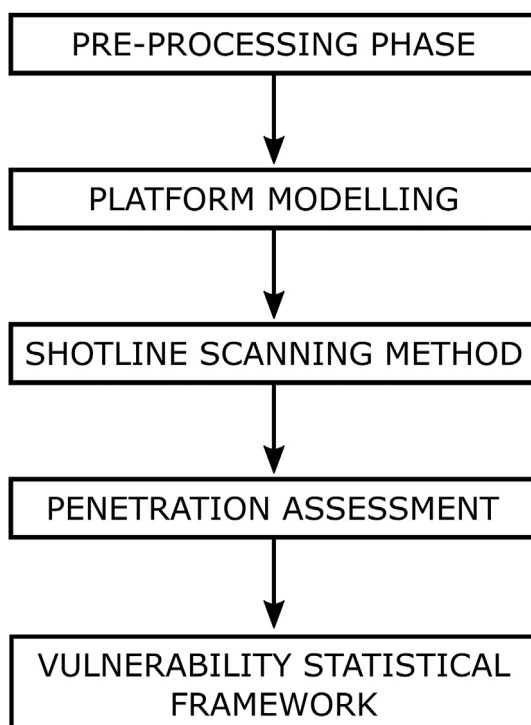 PRE-PROCESSING PHASE
PLATFORM MODELLING
SHOTLINE SCANNING METHOD
PENETRATION ASSESSMENT
VULNERABILITY STATISTICAL
FRAMEWORK